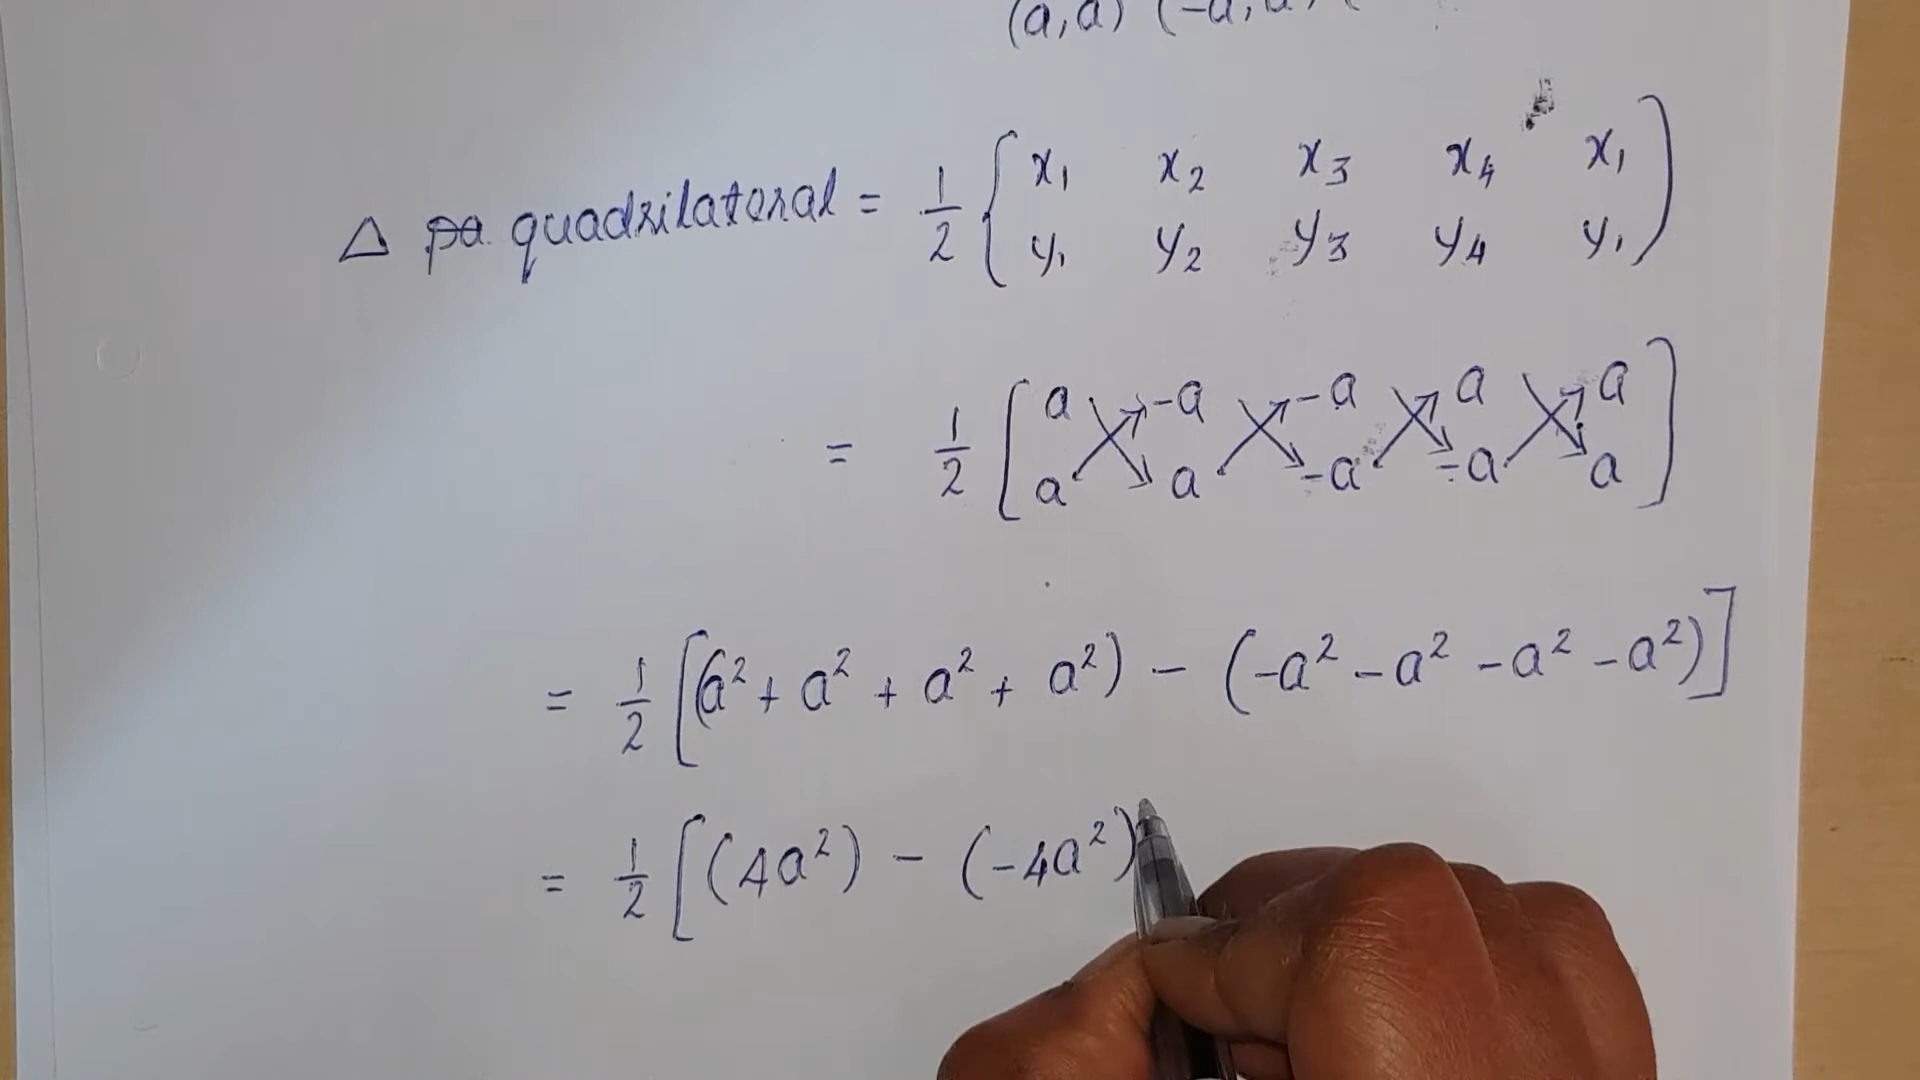 (a,a) (-a,a) (
Δ quadrilateral = 1/2 { x₁ x₂ x₃ x₄ x₁ )
y₁ y₂ y₃ y₄ y₁
= 1/2 [ a -a -a a a ]
a a -a -a a
= 1/2 [(a² + a² + a² + a²) - (-a² - a² - a² - a²)]
= 1/2 [(4a²) - (-4a²)